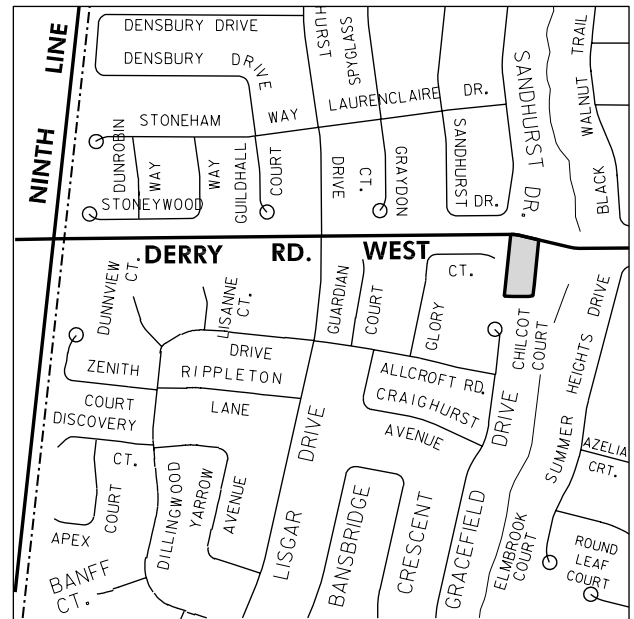 NINTH LINE
DENSBURY DRIVE
DENSBURY DRIVE
HURST
SPYGLASS
SANDHURST DR.
WALNUT TRAIL
BLACK
LAURENCLAIRE DR.
STONEHAM WAY
DUNROBIN
WAY
WAY
GUILDHALL
COURT
DRIVE
CT.
GRAYDON
SANDHURST
DR.
STONEYWOOD
DERRY RD. WEST
DUNNVIEW
CT.
LISANNE
CT.
GUARDIAN
COURT
GLORY
CT.
CHILCOT
COURT
SUMMER HEIGHTS DRIVE
ZENITH
COURT
DRIVE
RIPPLETON
LANE
ALLCROFT RD.
CRAIGHURST
AVENUE
DISCOVERY
CT.
APEX
COURT
DILLINGWOOD
YARROW
AVENUE
LISGAR DRIVE
BANSBRIDGE
CRESCENT
GRACEFIELD DRIVE
ELMBROOK
COURT
AZELIA
CRT.
ROUND
LEAF
COURT
BANFF
CT.